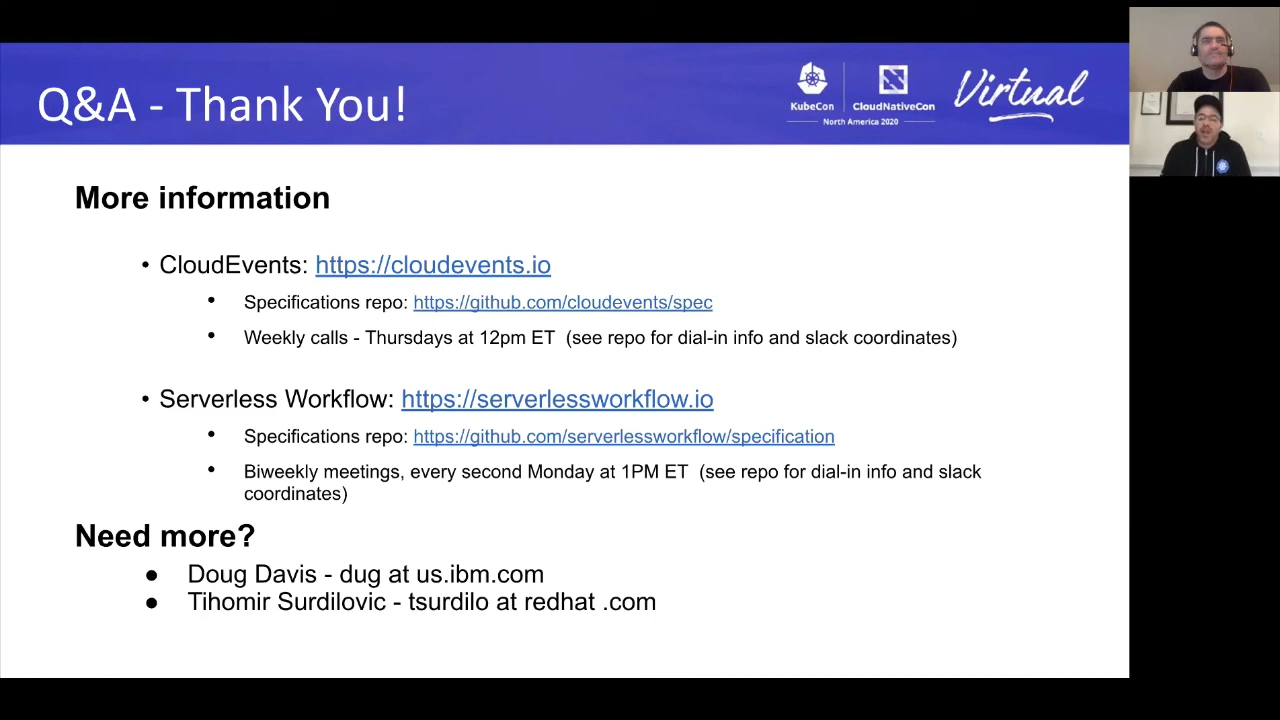 Q&A - Thank You!
KubeCon
CloudNativeCon
North America 2020
Virtual
More information
• CloudEvents: https://cloudevents.io
• Specifications repo: https://github.com/cloudevents/spec
• Weekly calls - Thursdays at 12pm ET (see repo for dial-in info and slack coordinates)
• Serverless Workflow: https://serverlessworkflow.io
• Specifications repo: https://github.com/serverlessworkflow/specification
• Biweekly meetings, every second Monday at 1PM ET (see repo for dial-in info and slack
coordinates)
Need more?
● Doug Davis - dug at us.ibm.com
● Tihomir Surdilovic - tsurdilo at redhat .com